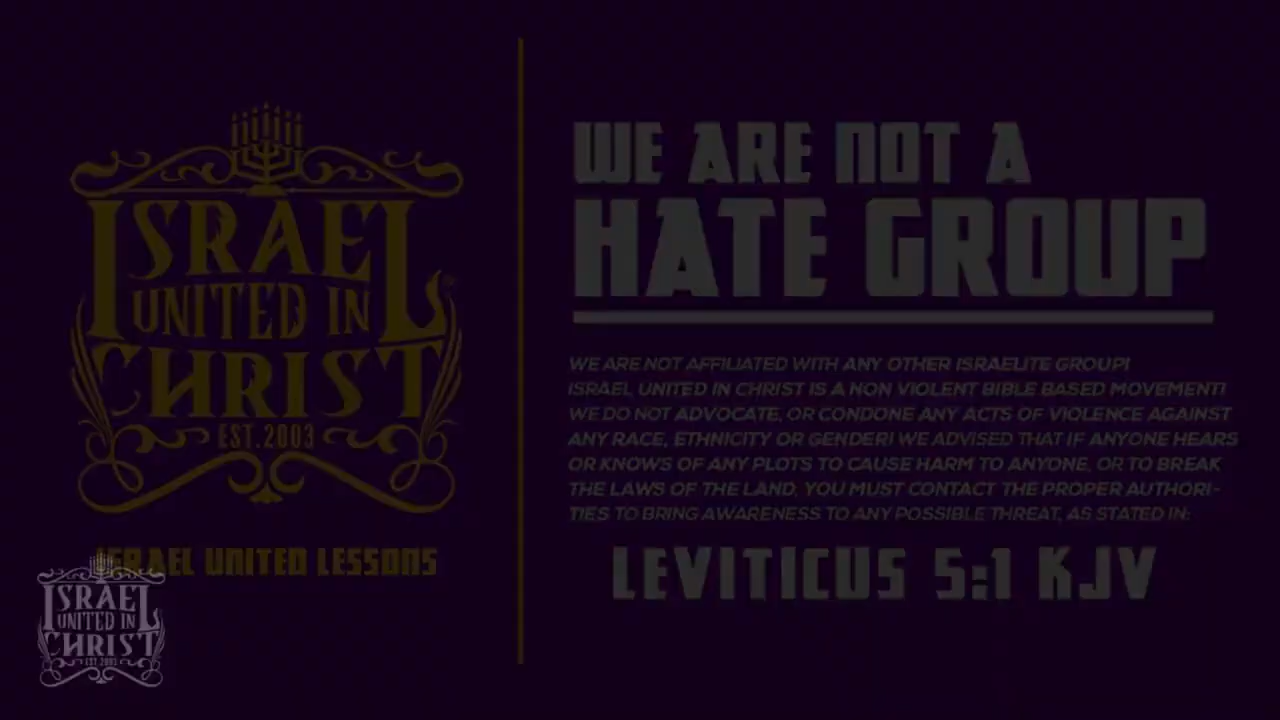 ISRAEL
UNITED IN
CHRIST
EST. 2003
ISRAEL UNITED LESSONS
WE ARE NOT A
HATE GROUP
WE ARE NOT AFFILIATED WITH ANY OTHER ISRAELITE GROUP!
ISRAEL UNITED IN CHRIST IS A NON VIOLENT BIBLE BASED MOVEMENT!
WE DO NOT ADVOCATE, OR CONDONE ANY ACTS OF VIOLENCE AGAINST
ANY RACE, ETHNICITY OR GENDER! WE ADVISED THAT IF ANYONE HEARS
OR KNOWS OF ANY PLOTS TO CAUSE HARM TO ANYONE, OR TO BREAK
THE LAWS OF THE LAND, YOU MUST CONTACT THE PROPER AUTHORI-
TIES TO BRING AWARENESS TO ANY POSSIBLE THREAT, AS STATED IN:
LEVITICUS 5:1 KJV
ISRAEL
UNITED IN
CHRIST
EST. 2003